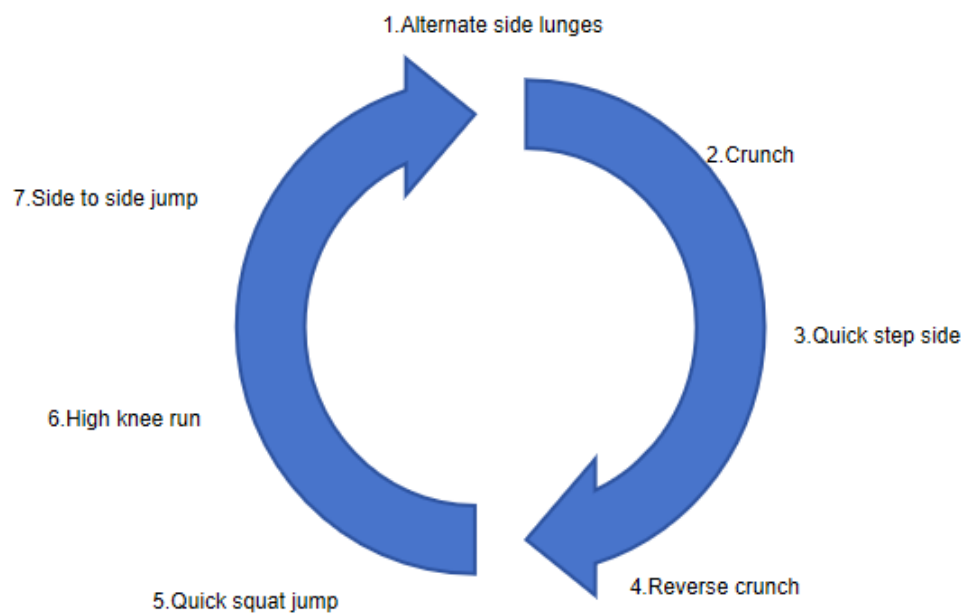 1.Alternate side lunges
2.Crunch
3.Quick step side
4.Reverse crunch
5.Quick squat jump
6.High knee run
7.Side to side jump